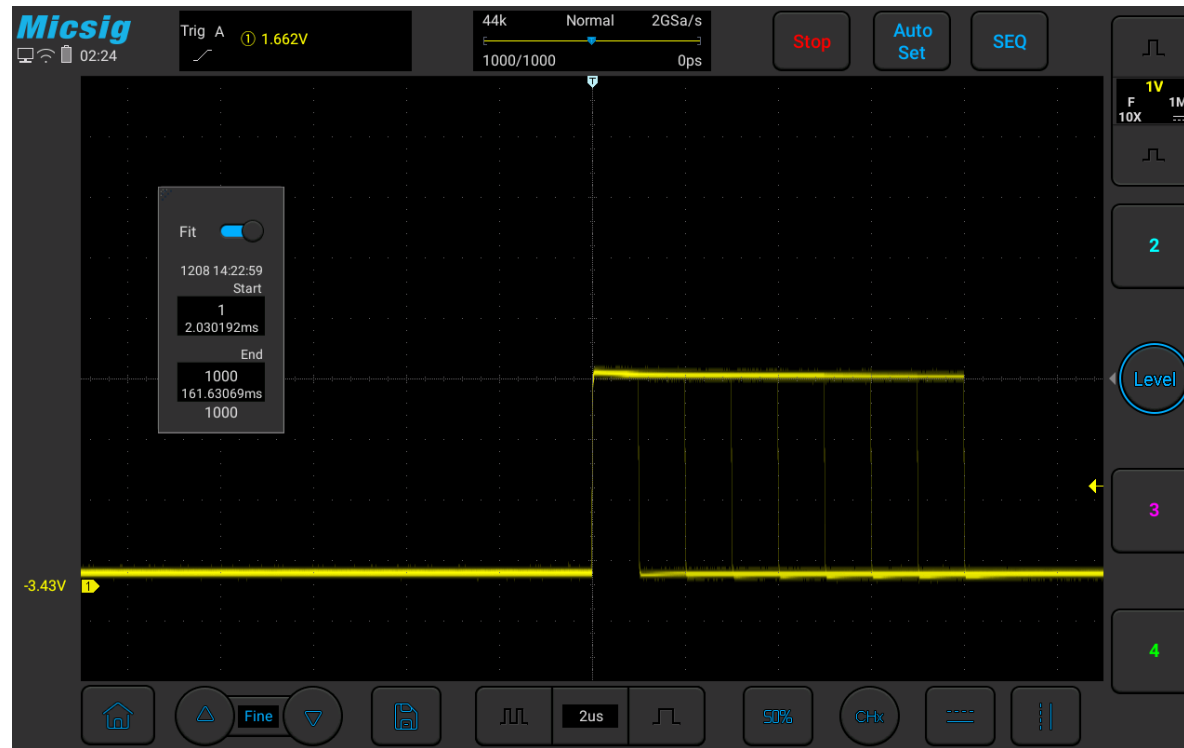 Micsig
02:24
Trig A ① 1.662V
44k Normal 2GSa/s
1000/1000 0ps
Stop
Auto
Set
SEQ
T
1V
F 1M
10X
Fit
1208 14:22:59
Start
1
2.030192ms
End
1000
161.63069ms
1000
2
Level
3
4
-3.43V
1
Fine
2us
50%
CHx